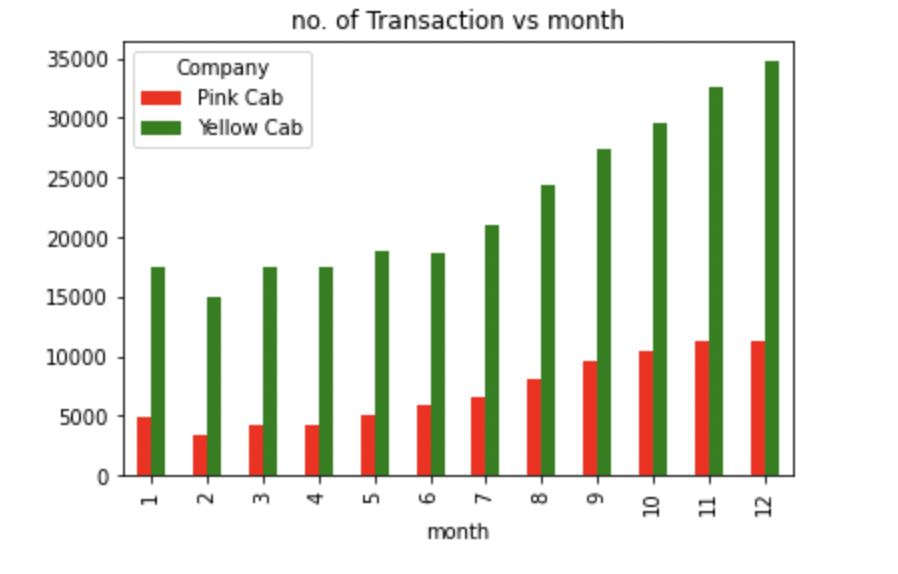 no. of Transaction vs month
35000
30000
25000
20000
15000
10000
5000
0
Company
Pink Cab
Yellow Cab
1 2 3 4 5 6 7 8 9 10 11 12
month